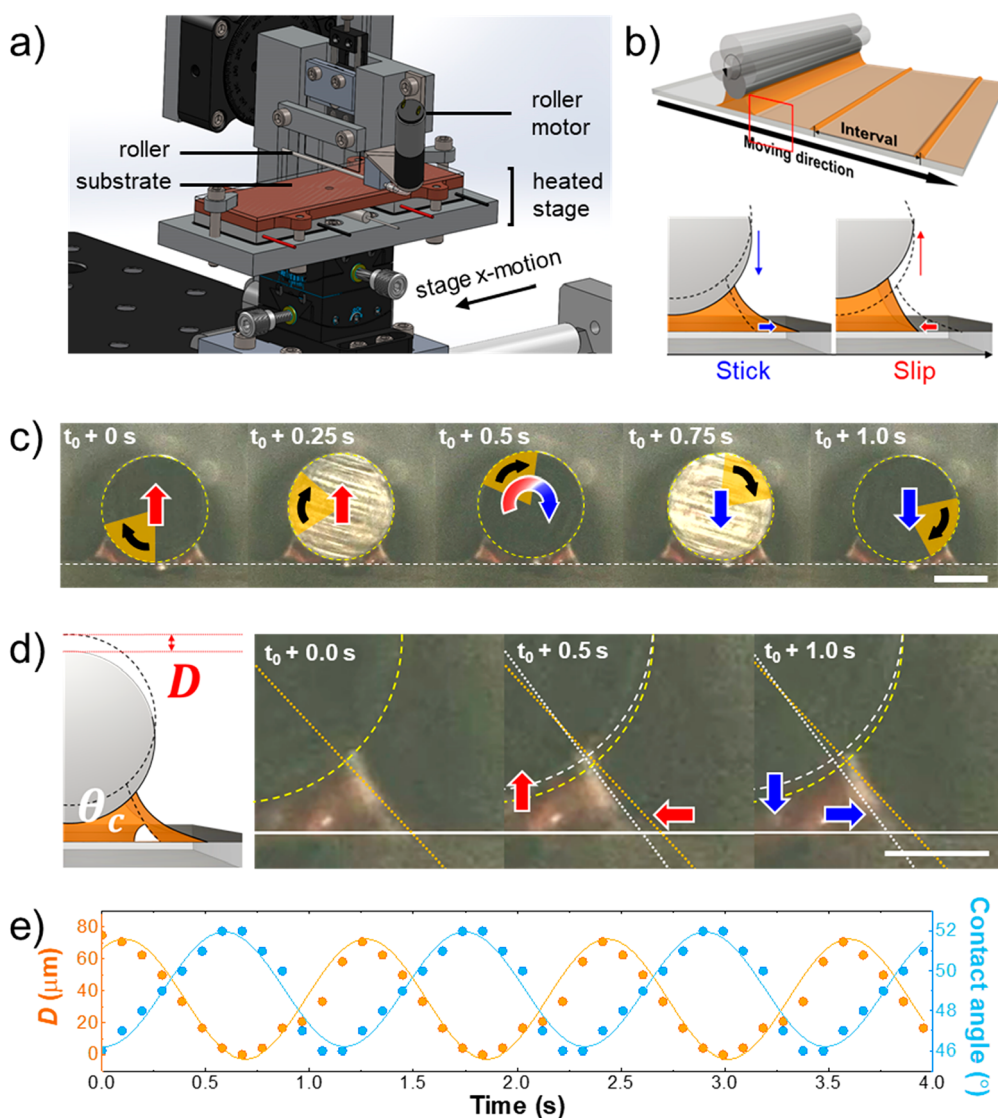 a)
roller
motor
roller
substrate
heated
stage
stage x-motion
b)
Interval
Moving direction
Stick
Slip
c)
t₀ + 0 s
t₀ + 0.25 s
t₀ + 0.5 s
t₀ + 0.75 s
t₀ + 1.0 s
d)
D
θc
t₀ + 0.0 s
t₀ + 0.5 s
t₀ + 1.0 s
e)
D (μm)
80
60
40
20
0
Contact angle (°)
52
50
48
46
0.0 0.5 1.0 1.5 2.0 2.5 3.0 3.5 4.0
Time (s)